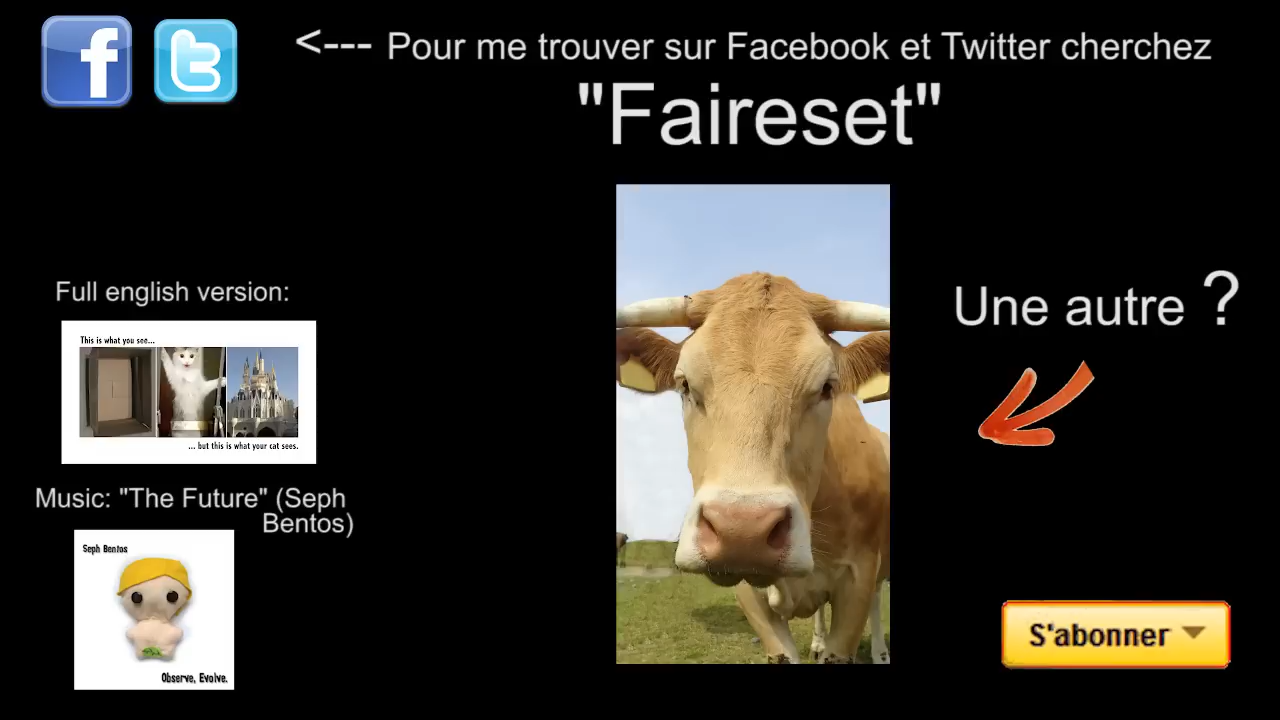 <--- Pour me trouver sur Facebook et Twitter cherchez
"Faireset"
Full english version:
This is what you see...
... but this is what your cat sees.
Music: "The Future" (Seph
Bentos)
Seph Bentos
Observe, Evolve.
Une autre ?
S'abonner